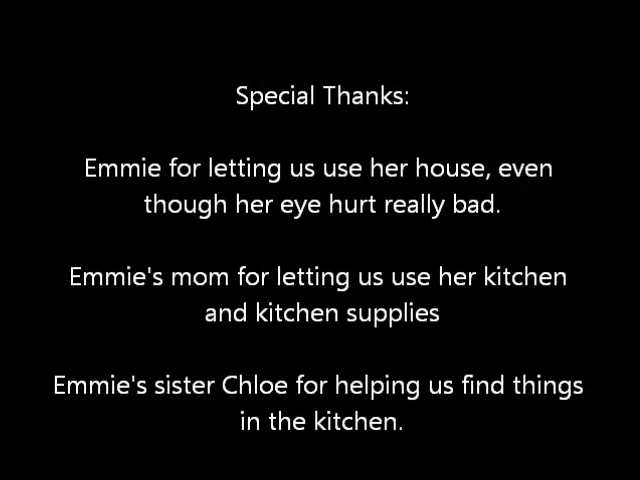 Special Thanks:
Emmie for letting us use her house, even
though her eye hurt really bad.
Emmie's mom for letting us use her kitchen
and kitchen supplies
Emmie's sister Chloe for helping us find things
in the kitchen.